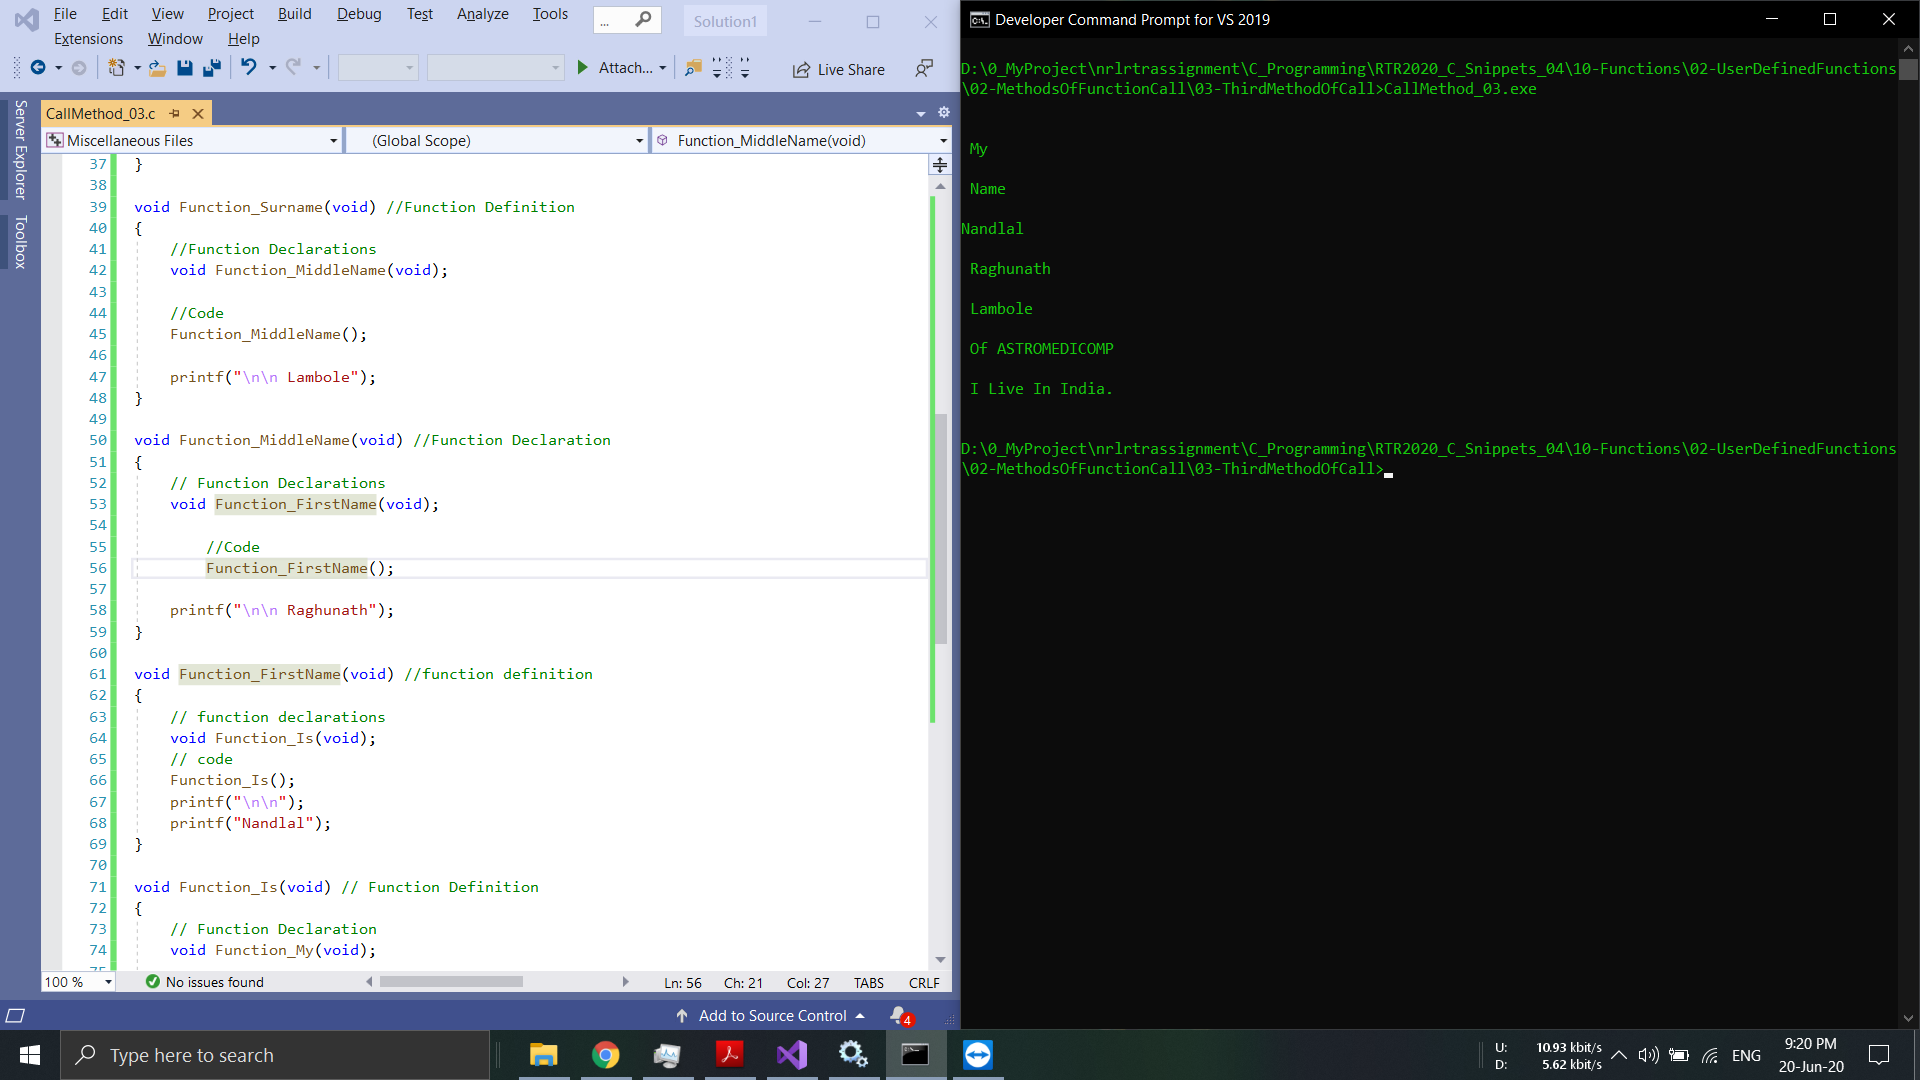 File Edit View Project Build Debug Test Analyze Tools ... Solution1
Extensions Window Help
Attach... Live Share
Server Explorer
Toolbox
CallMethod_03.c
Miscellaneous Files (Global Scope) Function_MiddleName(void)
37 }
38
39 void Function_Surname(void) //Function Definition
40 {
41 //Function Declarations
42 void Function_MiddleName(void);
43
44 //Code
45 Function_MiddleName();
46
47 printf("\n\n Lambole");
48 }
49
50 void Function_MiddleName(void) //Function Declaration
51 {
52 // Function Declarations
53 void Function_FirstName(void);
54
55 //Code
56 Function_FirstName();
57
58 printf("\n\n Raghunath");
59 }
60
61 void Function_FirstName(void) //function definition
62 {
63 // function declarations
64 void Function_Is(void);
65 // code
66 Function_Is();
67 printf("\n\n");
68 printf("Nandlal");
69 }
70
71 void Function_Is(void) // Function Definition
72 {
73 // Function Declaration
74 void Function_My(void);
75
100 % No issues found Ln: 56 Ch: 21 Col: 27 TABS CRLF
Add to Source Control 4
Developer Command Prompt for VS 2019
D:\0_MyProject\nrlrtrassignment\C_Programming\RTR2020_C_Snippets_04\10-Functions\02-UserDefinedFunctions
\02-MethodsOfFunctionCall\03-ThirdMethodOfCall>CallMethod_03.exe
My
Name
Nandlal
Raghunath
Lambole
Of ASTROMEDICOMP
I Live In India.
D:\0_MyProject\nrlrtrassignment\C_Programming\RTR2020_C_Snippets_04\10-Functions\02-UserDefinedFunctions
\02-MethodsOfFunctionCall\03-ThirdMethodOfCall>
Type here to search
U: 10.93 kbit/s
D: 5.62 kbit/s
ENG
9:20 PM
20-Jun-20